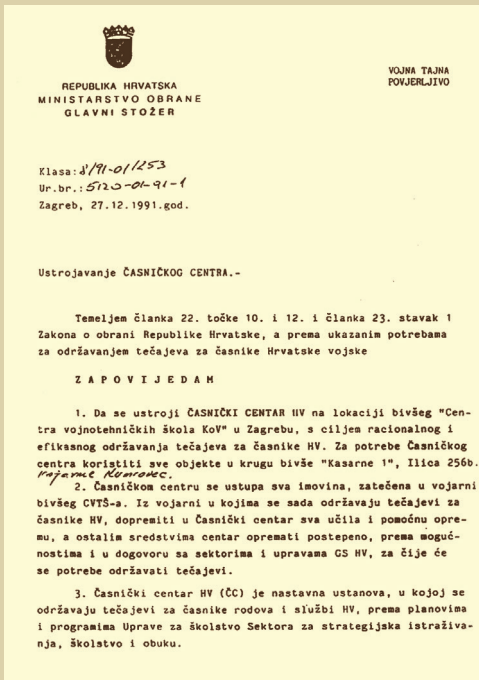 REPUBLIKA HRVATSKA
MINISTARSTVO OBRANE
GLAVNI STOŽER
VOJNA TAJNA
POVJERLJIVO
Klasa: d/91-01/253
Ur.br.: 5120-01-91-1
Zagreb, 27.12.1991.god.
Ustrojavanje ČASNIČKOG CENTRA.-
Temeljem članka 22. točke 10. i 12. i članka 23. stavak 1
Zakona o obrani Republike Hrvatske, a prema ukazanim potrebama
za održavanjem tečajeva za časnike Hrvatske vojske
Z A P O V I J E D A M
1. Da se ustroji ČASNIČKI CENTAR HV na lokaciji bivšeg "Cen-
tra vojnotehničkih škola KoV" u Zagrebu, s ciljem racionalnog i
efikasnog održavanja tečajeva za časnike HV. Za potrebe Časničkog
centra koristiti sve objekte u krugu bivše "Kasarne 1", Ilica 256b.
vojarne
2. Časničkom centru se ustupa sva imovina, zatečena u vojarni
bivšeg CVTŠ-a. Iz vojarni u kojima se sada održavaju tečajevi za
časnike HV, dopremiti u Časnički centar sva učila i pomoćnu opre-
mu, a ostalim sredstvima centar opremati postepeno, prema moguć-
nostima i u dogovoru sa sektorima i upravama GS HV, za čije će
se potrebe održavati tečajevi.
3. Časnički centar HV (ČC) je nastavna ustanova, u kojoj se
održavaju tečajevi za časnike rodova i službi HV, prema planovima
i programima Uprave za školstvo Sektora za strategijska istraživa-
nja, školstvo i obuku.